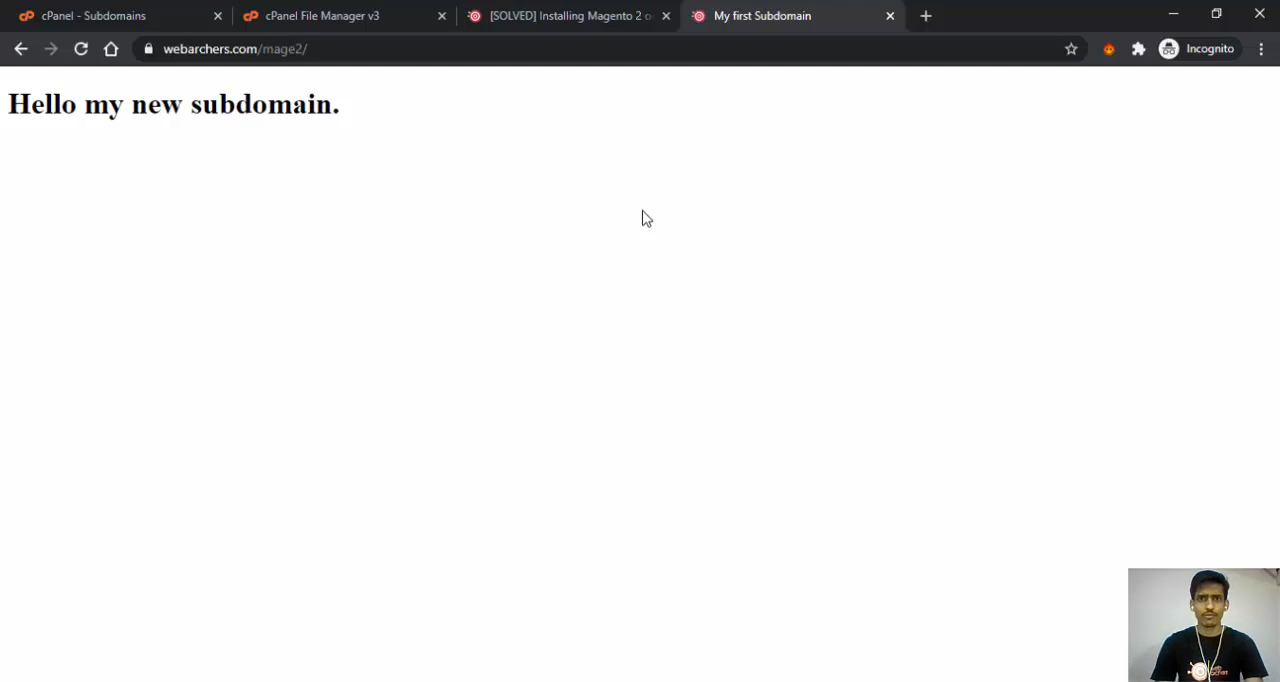 cPanel - Subdomains
cPanel File Manager v3
[SOLVED] Installing Magento 2 o
My first Subdomain
webarchers.com/mage2/
Incognito
Hello my new subdomain.